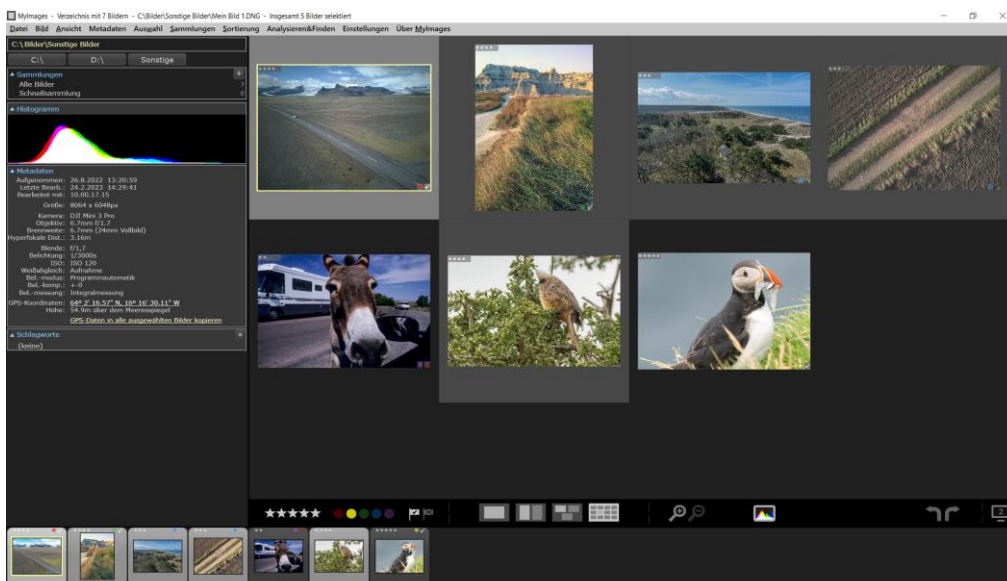 MyImages - Verzeichnis mit 7 Bildern - C:\Bilder\Sonstige Bilder\Mein Bild 1.DNG - Insgesamt 5 Bilder selektiert
Datei Bild Ansicht Metadaten Auswahl Sammlungen Sortierung Analysieren&Finden Einstellungen Über MyImages
C:\Bilder\Sonstige Bilder
C:\ D:\ Sonstige
Sammlungen +
Alle Bilder 7
Schnellsammlung 6
Histogramm
Metadaten
Aufgenommen: 26.8.2022 13:20:59
Letzte Bearb.: 24.2.2023 14:29:41
Bearbeitet mit: 10.00.17.15
Größe: 8064 x 6048px
Kamera: DJI Mini 3 Pro
Objektiv: 6.7mm f/1.7
Brennweite: 6.7mm (24mm Vollbild)
Hyperfokale Dist.: 3.16m
Blende: f/1,7
Belichtung: 1/3000s
ISO: ISO 120
Weißabgleich: Aufnahme
Bel.-modus: Programmautomatik
Bel.-komp.: +-0
Bel.-messung: Integralmessung
GPS-Koordinaten: 64° 2' 16.57" N, 16° 16' 30.11" W
Höhe: 54.9m über dem Meeresspiegel
GPS-Daten in alle ausgewählten Bilder kopieren
Schlagworte
(keine)
2